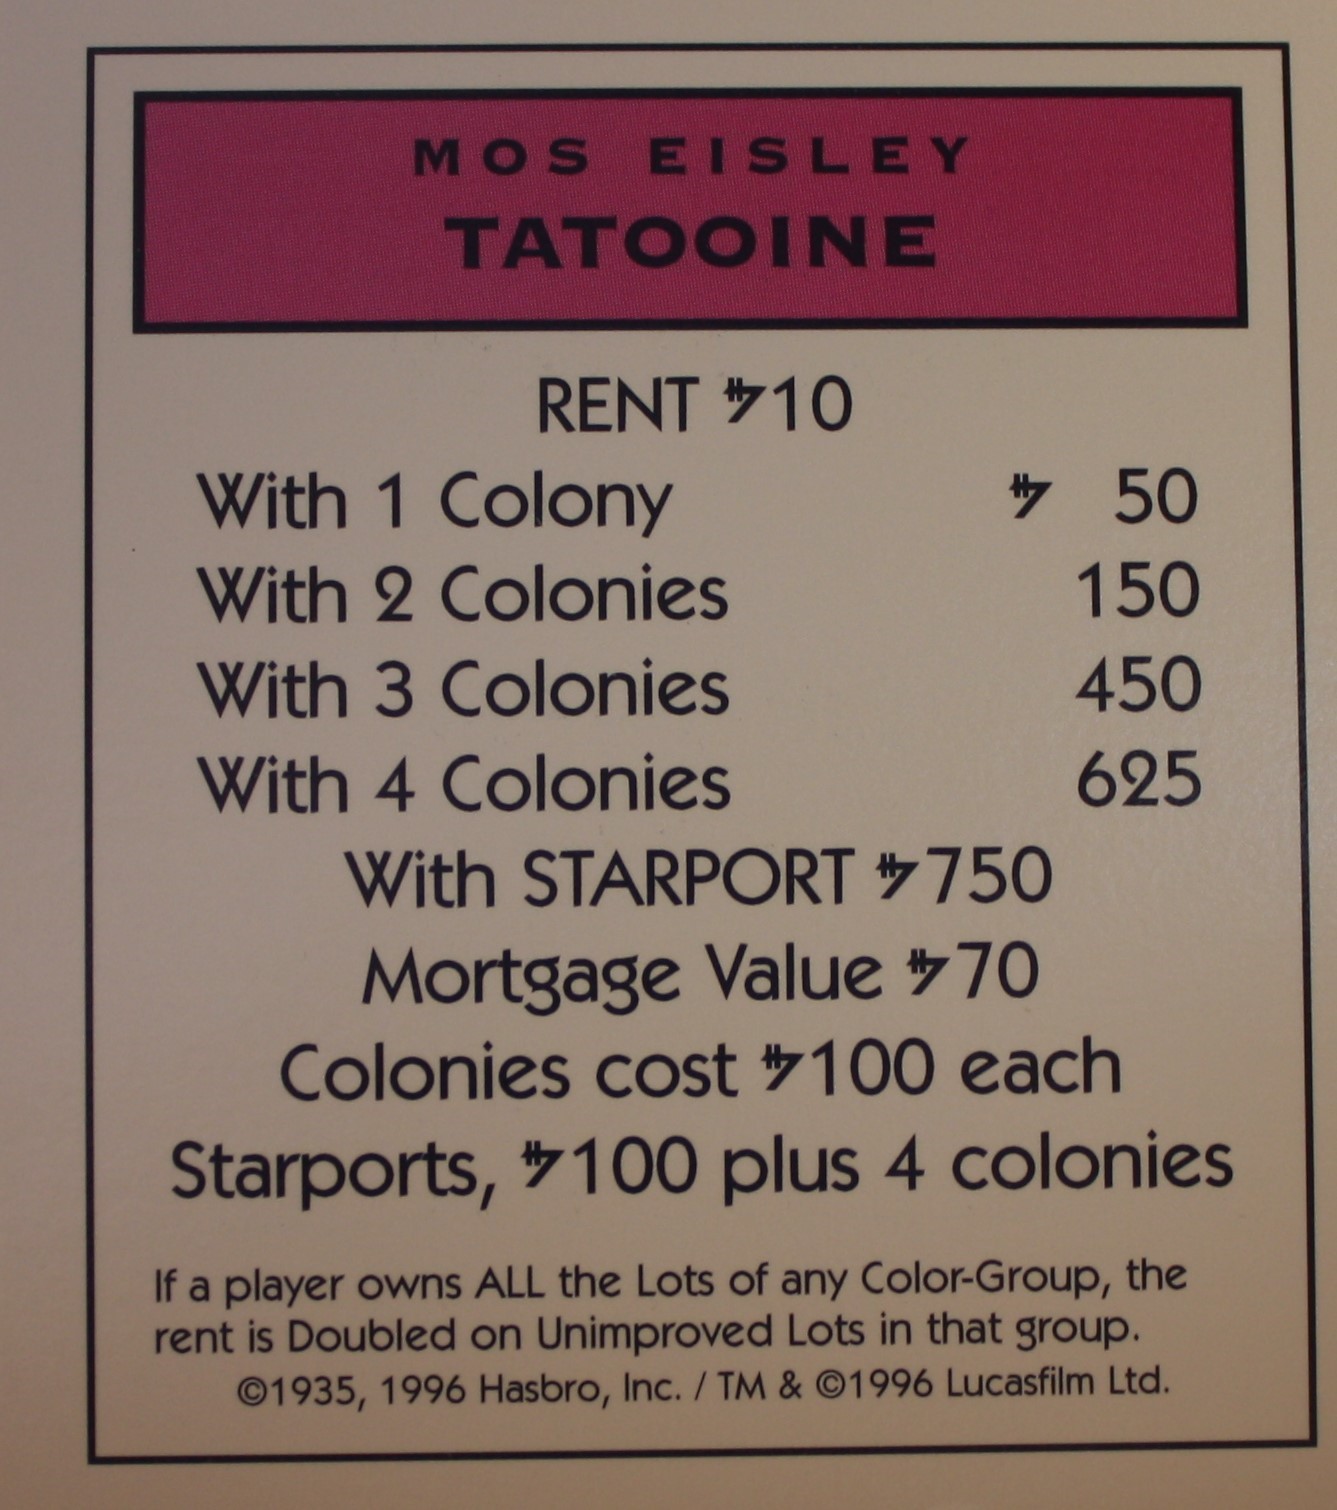 MOS EISLEY
TATOOINE
RENT 10
With 1 Colony 50
With 2 Colonies 150
With 3 Colonies 450
With 4 Colonies 625
With STARPORT 750
Mortgage Value 70
Colonies cost 100 each
Starports, 100 plus 4 colonies
If a player owns ALL the Lots of any Color-Group, the
rent is Doubled on Unimproved Lots in that group.
©1935, 1996 Hasbro, Inc. / TM & ©1996 Lucasfilm Ltd.